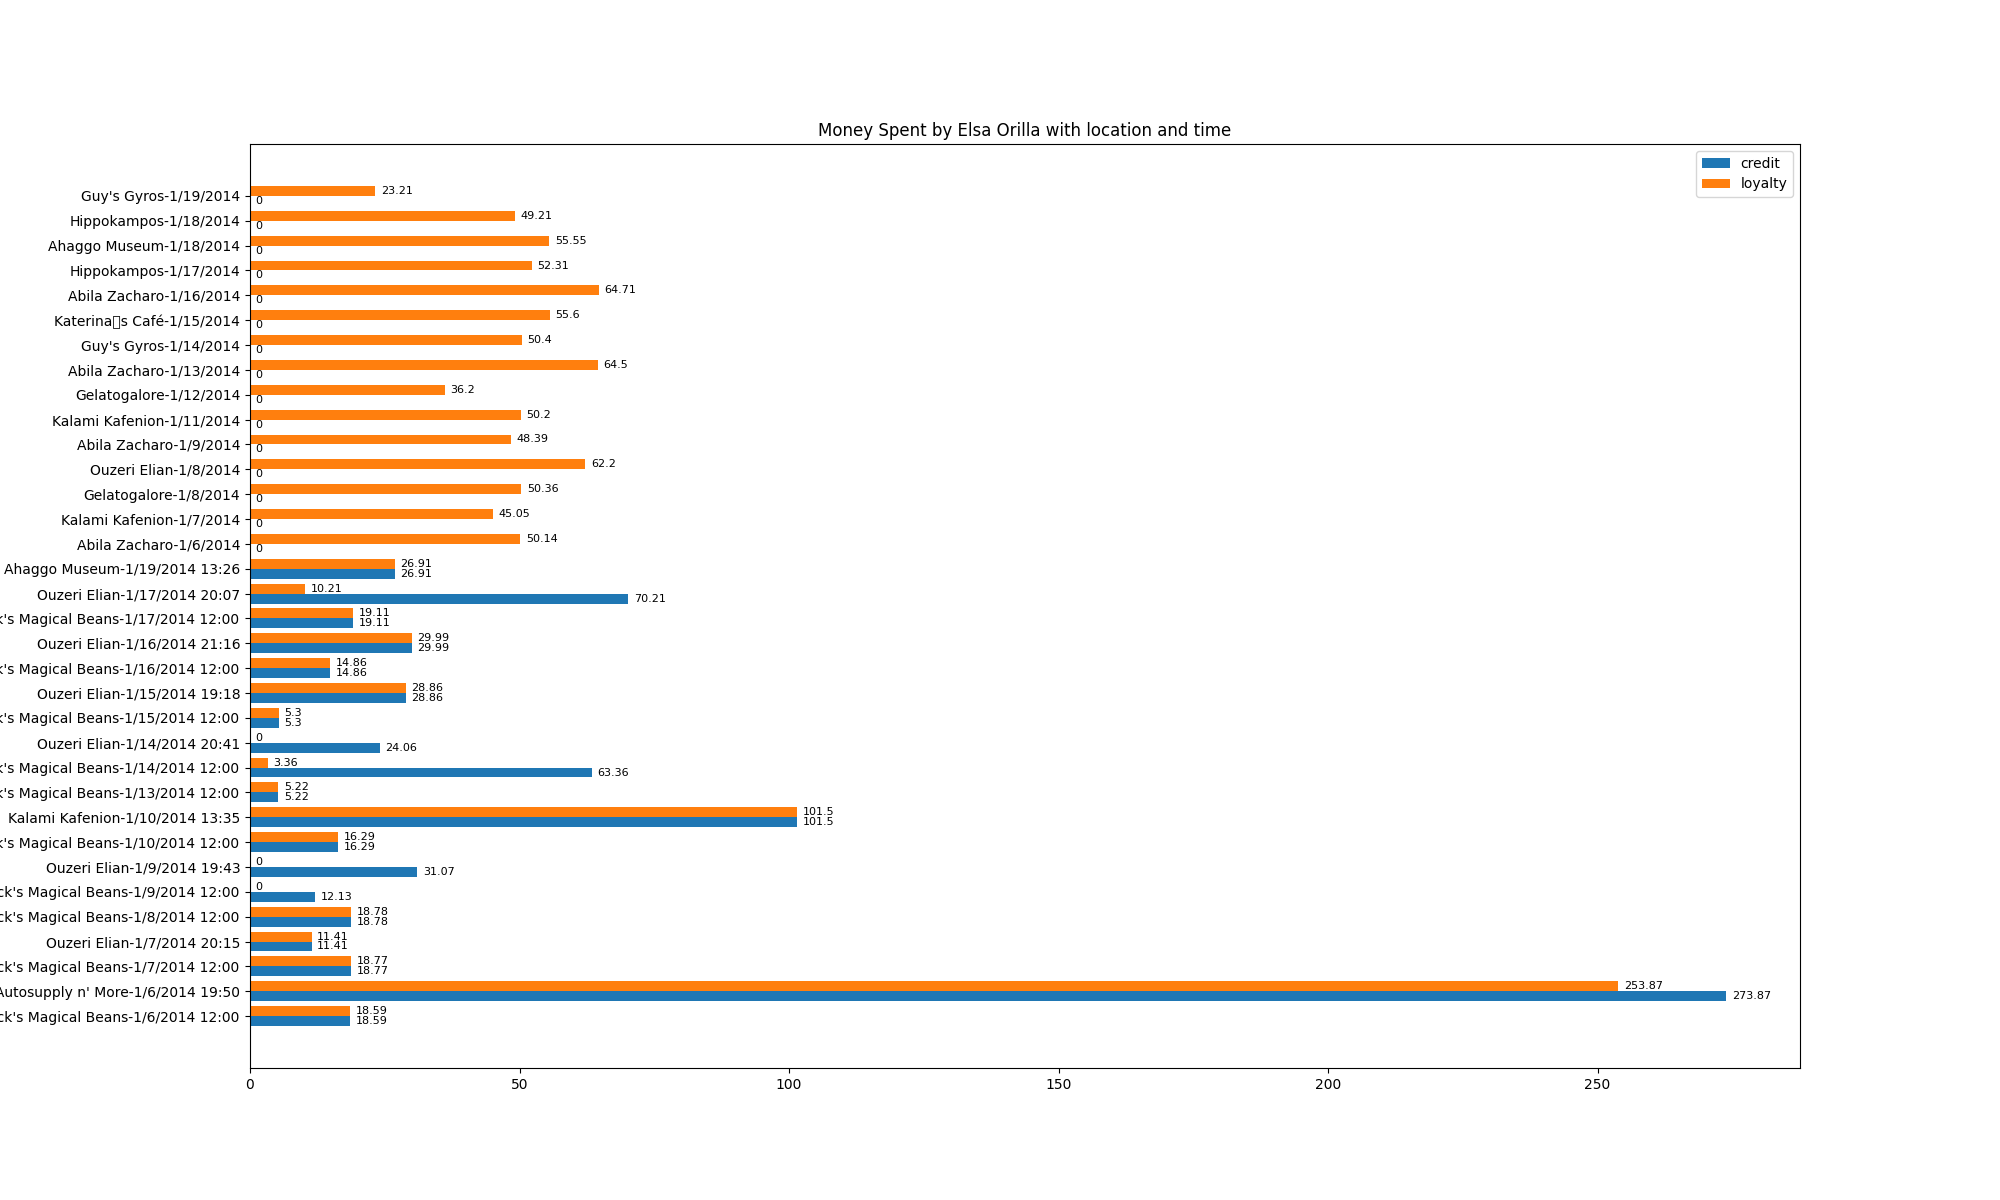 Money Spent by Elsa Orilla with location and time
credit
loyalty
Guy's Gyros-1/19/2014 23.21 0
Hippokampos-1/18/2014 49.21 0
Ahaggo Museum-1/18/2014 55.55 0
Hippokampos-1/17/2014 52.31 0
Abila Zacharo-1/16/2014 64.71 0
Katerina▯s Café-1/15/2014 55.6 0
Guy's Gyros-1/14/2014 50.4 0
Abila Zacharo-1/13/2014 64.5 0
Gelatogalore-1/12/2014 36.2 0
Kalami Kafenion-1/11/2014 50.2 0
Abila Zacharo-1/9/2014 48.39 0
Ouzeri Elian-1/8/2014 62.2 0
Gelatogalore-1/8/2014 50.36 0
Kalami Kafenion-1/7/2014 45.05 0
Abila Zacharo-1/6/2014 50.14 0
Ahaggo Museum-1/19/2014 13:26 26.91 26.91
Ouzeri Elian-1/17/2014 20:07 10.21 70.21
k's Magical Beans-1/17/2014 12:00 19.11 19.11
Ouzeri Elian-1/16/2014 21:16 29.99 29.99
k's Magical Beans-1/16/2014 12:00 14.86 14.86
Ouzeri Elian-1/15/2014 19:18 28.86 28.86
k's Magical Beans-1/15/2014 12:00 5.3 5.3
Ouzeri Elian-1/14/2014 20:41 0 24.06
k's Magical Beans-1/14/2014 12:00 3.36 63.36
k's Magical Beans-1/13/2014 12:00 5.22 5.22
Kalami Kafenion-1/10/2014 13:35 101.5 101.5
k's Magical Beans-1/10/2014 12:00 16.29 16.29
Ouzeri Elian-1/9/2014 19:43 0 31.07
ck's Magical Beans-1/9/2014 12:00 0 12.13
ck's Magical Beans-1/8/2014 12:00 18.78 18.78
Ouzeri Elian-1/7/2014 20:15 11.41 11.41
ck's Magical Beans-1/7/2014 12:00 18.77 18.77
Autosupply n' More-1/6/2014 19:50 253.87 273.87
ck's Magical Beans-1/6/2014 12:00 18.59 18.59
0 50 100 150 200 250